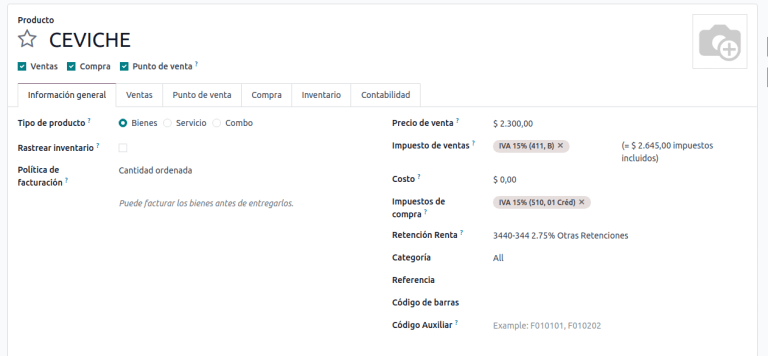 Producto
CEVICHE
Ventas Compra Punto de venta ?
Información general Ventas Punto de venta Compra Inventario Contabilidad
Tipo de producto ? Bienes Servicio Combo
Rastrear inventario ?
Política de
facturación ? Cantidad ordenada
Puede facturar los bienes antes de entregarlos.
Precio de venta ? $ 2.300,00
Impuesto de ventas ? IVA 15% (411, B) × (= $ 2.645,00 impuestos
incluidos)
Costo ? $ 0,00
Impuestos de
compra ? IVA 15% (510, 01 Créd) ×
Retención Renta ? 3440-344 2.75% Otras Retenciones
Categoría All
Referencia
Código de barras
Código Auxiliar ? Example: F010101, F010202